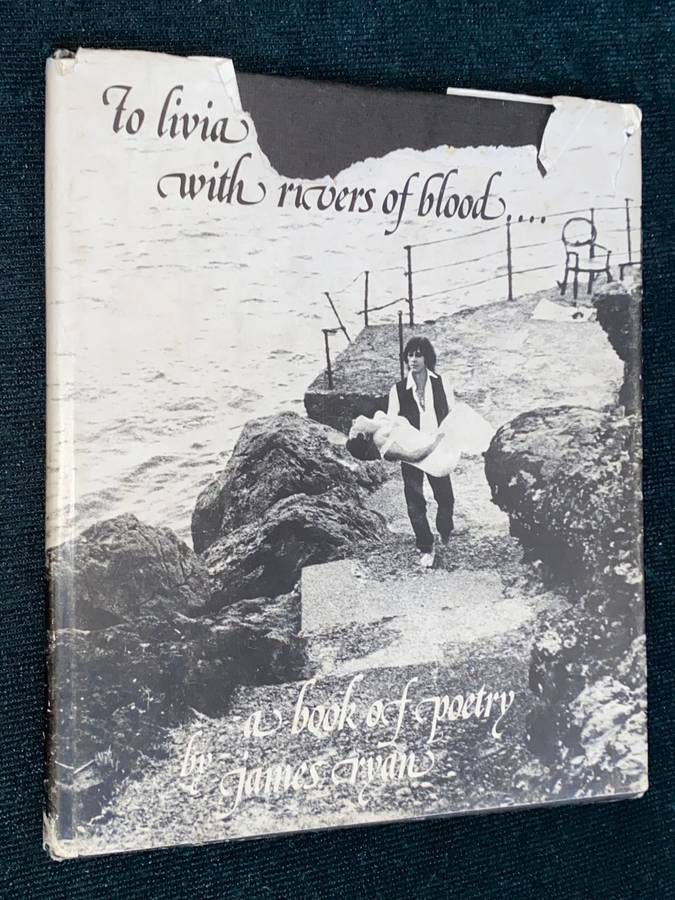 To livia
with rivers of blood....
a book of poetry
by james ryan